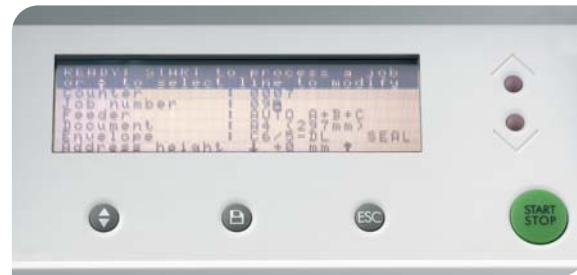 READY! START to process a job
or ♦ to select line to modify
Counter : 0007
Job number :
Feeder : AUTO A+B+C
Document : A4 (297mm)
Envelope : C6/5=DL SEAL
Address height ↓ +0 mm ↑
ESC
START
STOP